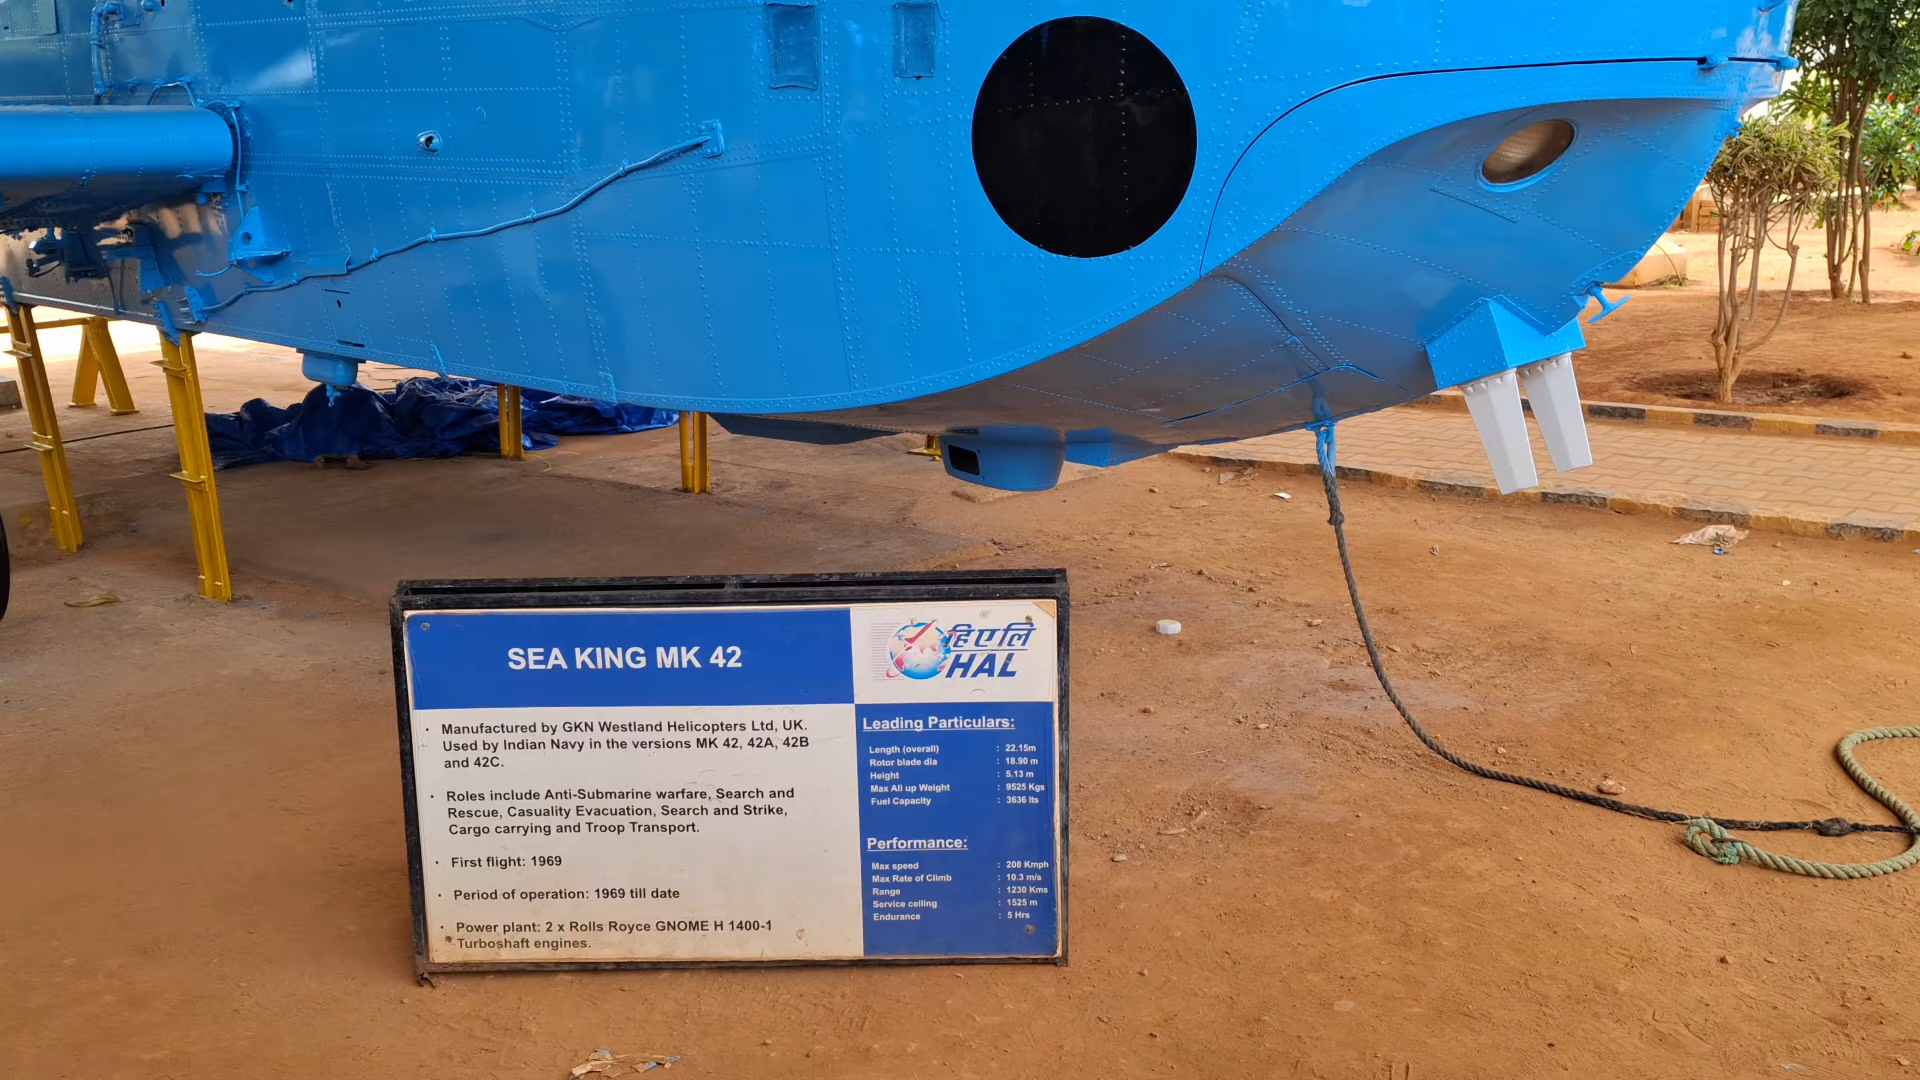 SEA KING MK 42
हिएलि
HAL
· Manufactured by GKN Westland Helicopters Ltd, UK.
Used by Indian Navy in the versions MK 42, 42A, 42B
and 42C.
· Roles include Anti-Submarine warfare, Search and
Rescue, Casuality Evacuation, Search and Strike,
Cargo carrying and Troop Transport.
· First flight: 1969
· Period of operation: 1969 till date
· Power plant: 2 x Rolls Royce GNOME H 1400-1
Turboshaft engines.
Leading Particulars:
Length (overall) : 22.15m
Rotor blade dia : 18.90 m
Height : 5.13 m
Max All up Weight : 9525 Kgs
Fuel Capacity : 3636 lts
Performance:
Max speed : 208 Kmph
Max Rate of Climb : 10.3 m/s
Range : 1230 Kms
Service ceiling : 1525 m
Endurance : 5 Hrs